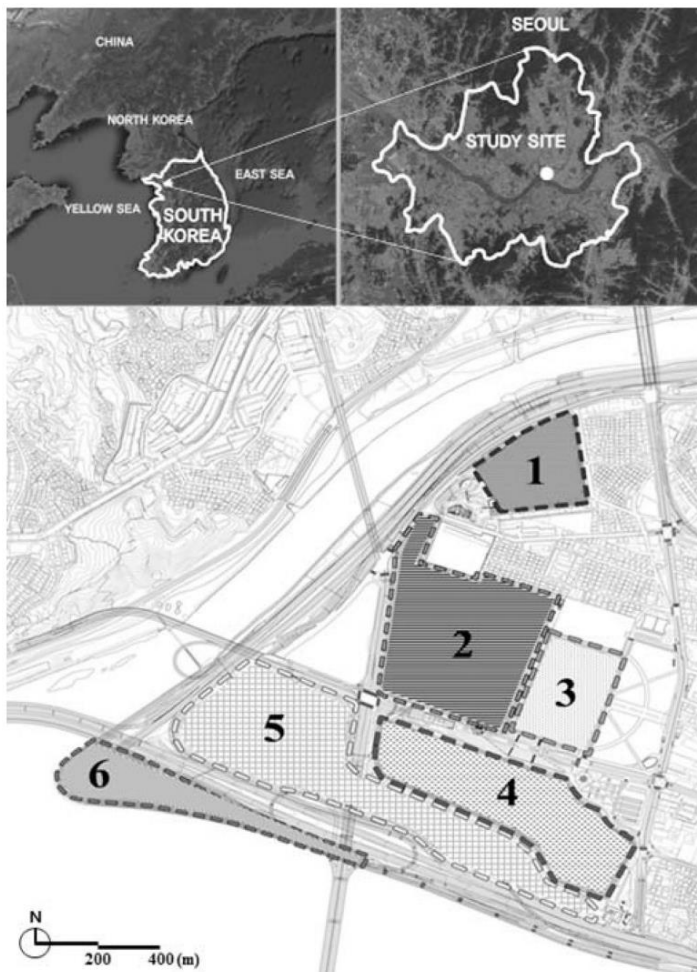 CHINA
NORTH KOREA
EAST SEA
YELLOW SEA
SOUTH
KOREA
SEOUL
STUDY SITE
1
2
3
4
5
6
N
200 400 (m)